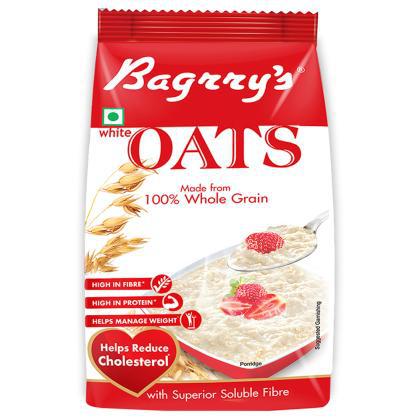 Bagrry's®
white
OATS
Made from
100% Whole Grain
HIGH IN FIBRE*
HIGH IN PROTEIN*
HELPS MANAGE WEIGHT
Helps Reduce
Cholesterol*
Porridge
Suggested Garnishing
with Superior Soluble Fibre